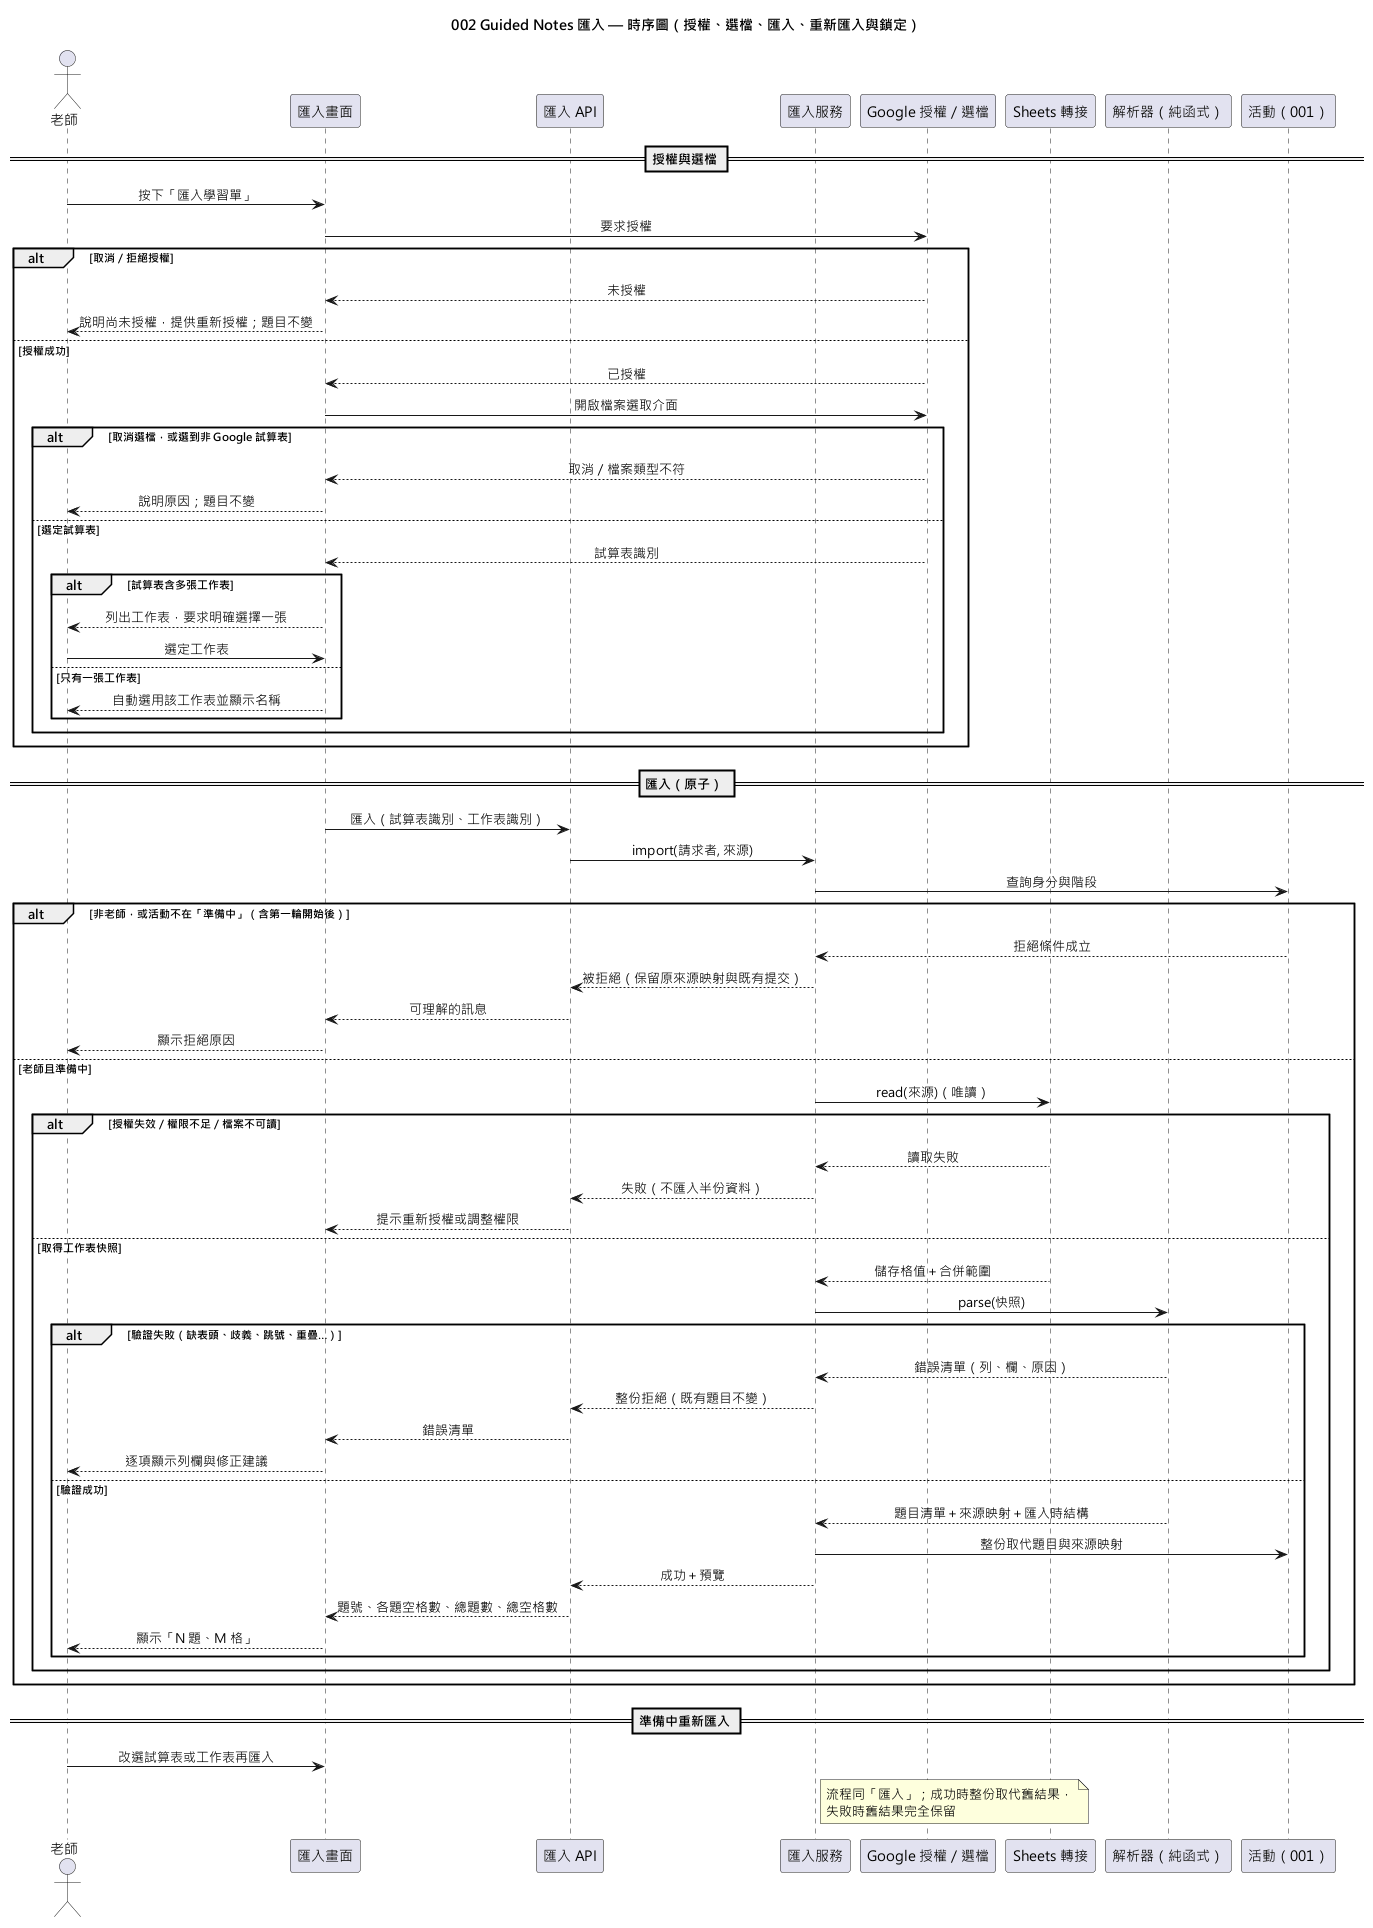 002 Guided Notes 匯入 — 時序圖（授權、選檔、匯入、重新匯入與鎖定）
老師
匯入畫面
匯入 API
匯入服務
Google 授權 / 選檔
Sheets 轉接
解析器（純函式）
活動（001）
授權與選檔
按下「匯入學習單」
要求授權
alt
[取消 / 拒絕授權]
未授權
說明尚未授權，提供重新授權；題目不變
[授權成功]
已授權
開啟檔案選取介面
alt
[取消選檔，或選到非 Google 試算表]
取消 / 檔案類型不符
說明原因；題目不變
[選定試算表]
試算表識別
alt
[試算表含多張工作表]
列出工作表，要求明確選擇一張
選定工作表
[只有一張工作表]
自動選用該工作表並顯示名稱
匯入（原子）
匯入（試算表識別、工作表識別）
import(請求者, 來源)
查詢身分與階段
alt
[非老師，或活動不在「準備中」（含第一輪開始後）]
拒絕條件成立
被拒絕（保留原來源映射與既有提交）
可理解的訊息
顯示拒絕原因
[老師且準備中]
read(來源)（唯讀）
alt
[授權失效 / 權限不足 / 檔案不可讀]
讀取失敗
失敗（不匯入半份資料）
提示重新授權或調整權限
[取得工作表快照]
儲存格值 + 合併範圍
parse(快照)
alt
[驗證失敗（缺表頭、歧義、跳號、重疊…）]
錯誤清單（列、欄、原因）
整份拒絕（既有題目不變）
錯誤清單
逐項顯示列欄與修正建議
[驗證成功]
題目清單 + 來源映射 + 匯入時結構
整份取代題目與來源映射
成功 + 預覽
題號、各題空格數、總題數、總空格數
顯示「N 題、M 格」
準備中重新匯入
改選試算表或工作表再匯入
流程同「匯入」；成功時整份取代舊結果，
失敗時舊結果完全保留
老師
匯入畫面
匯入 API
匯入服務
Google 授權 / 選檔
Sheets 轉接
解析器（純函式）
活動（001）